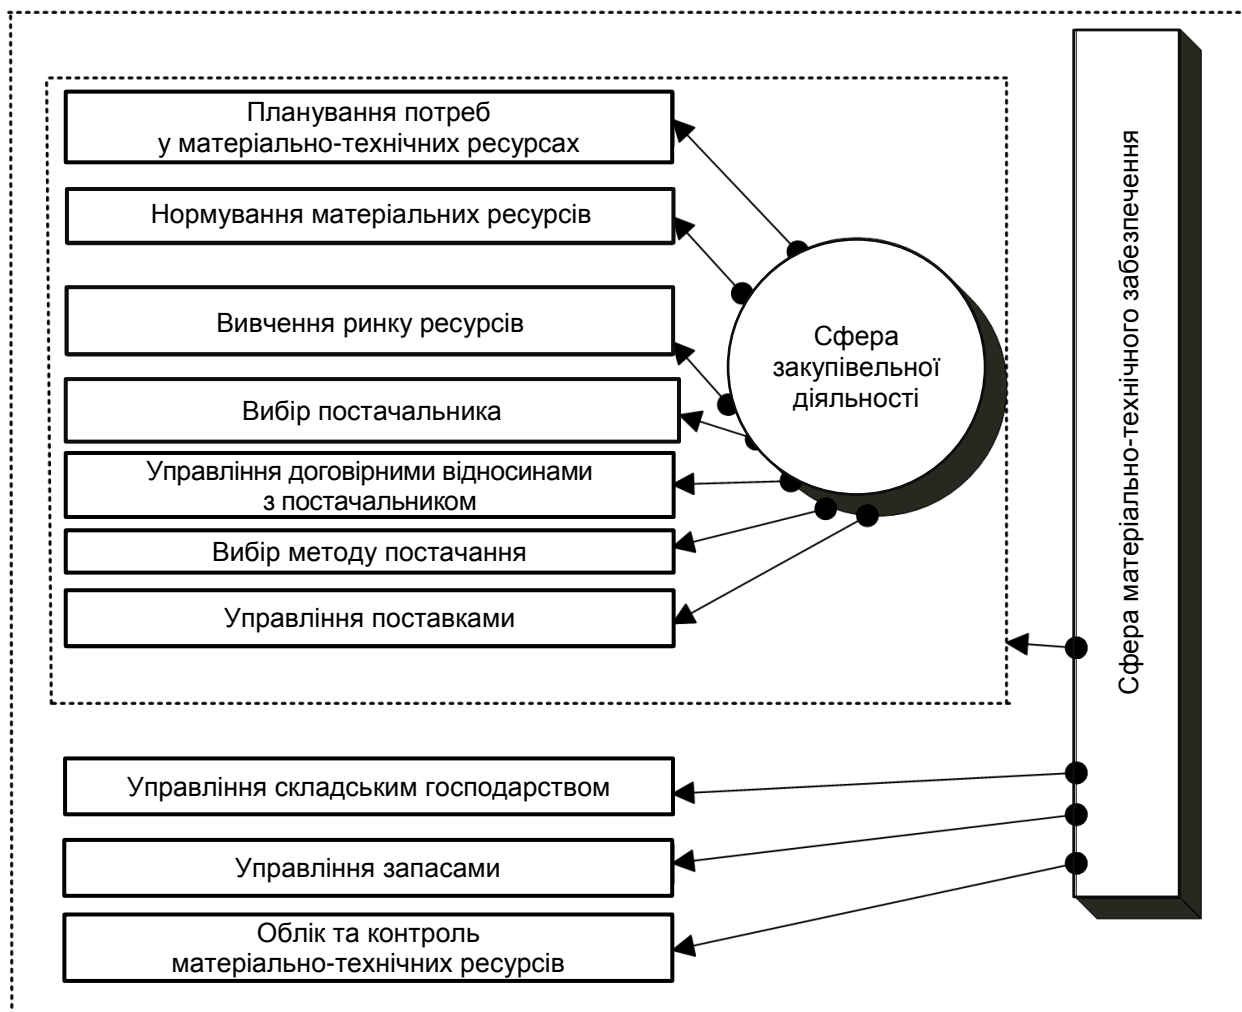 Планування потреб
у матеріально-технічних ресурсах
Нормування матеріальних ресурсів
Вивчення ринку ресурсів
Вибір постачальника
Управління договірними відносинами
з постачальником
Вибір методу постачання
Управління поставками
Сфера
закупівельної
діяльності
Сфера матеріально-технічного забезпечення
Управління складським господарством
Управління запасами
Облік та контроль
матеріально-технічних ресурсів